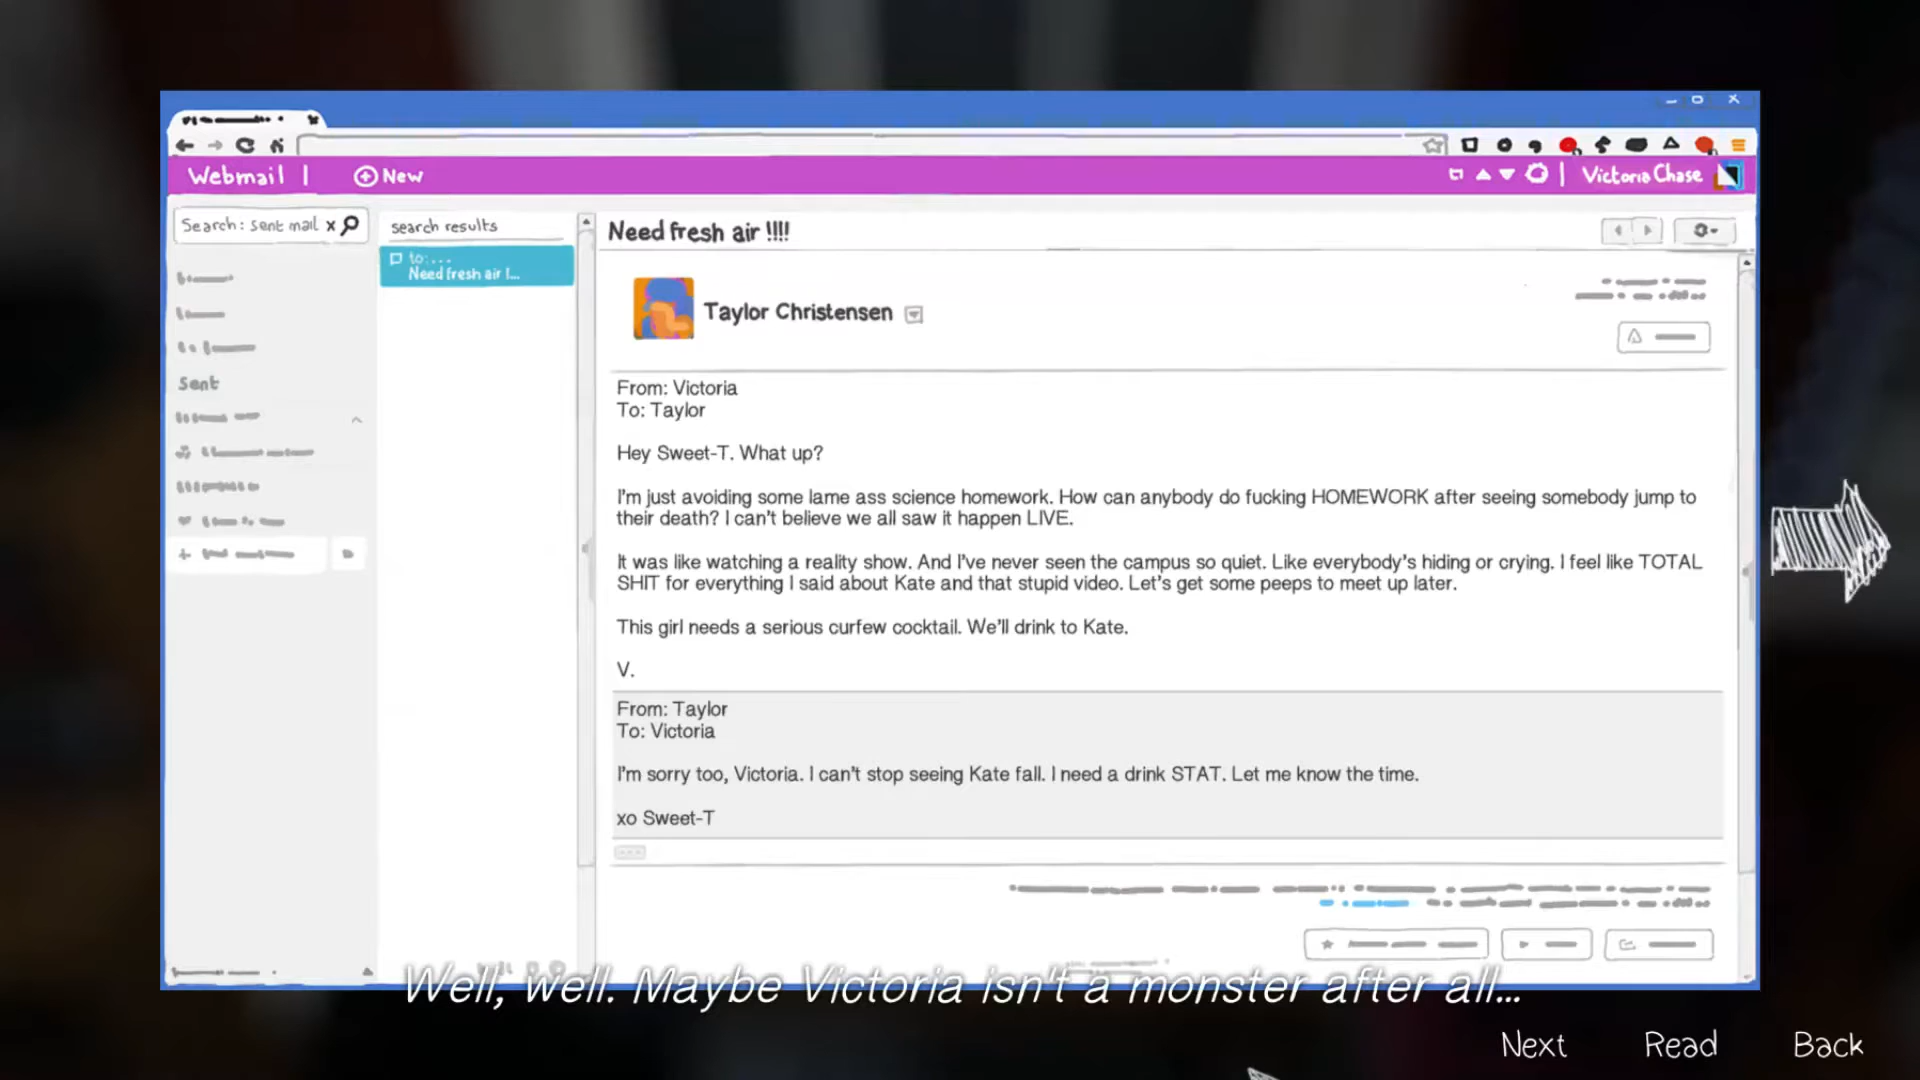 Webmail | New
Victoria Chase
Search: sent mail x
search results
to:...
Need fresh air !...
Sent
Need fresh air !!!!
Taylor Christensen
From: Victoria
To: Taylor
Hey Sweet-T. What up?
I'm just avoiding some lame ass science homework. How can anybody do fucking HOMEWORK after seeing somebody jump to
their death? I can't believe we all saw it happen LIVE.
It was like watching a reality show. And I've never seen the campus so quiet. Like everybody's hiding or crying. I feel like TOTAL
SHIT for everything I said about Kate and that stupid video. Let's get some peeps to meet up later.
This girl needs a serious curfew cocktail. We'll drink to Kate.
V.
From: Taylor
To: Victoria
I'm sorry too, Victoria. I can't stop seeing Kate fall. I need a drink STAT. Let me know the time.
xo Sweet-T
Well, well. Maybe Victoria isn't a monster after all...
Next Read Back